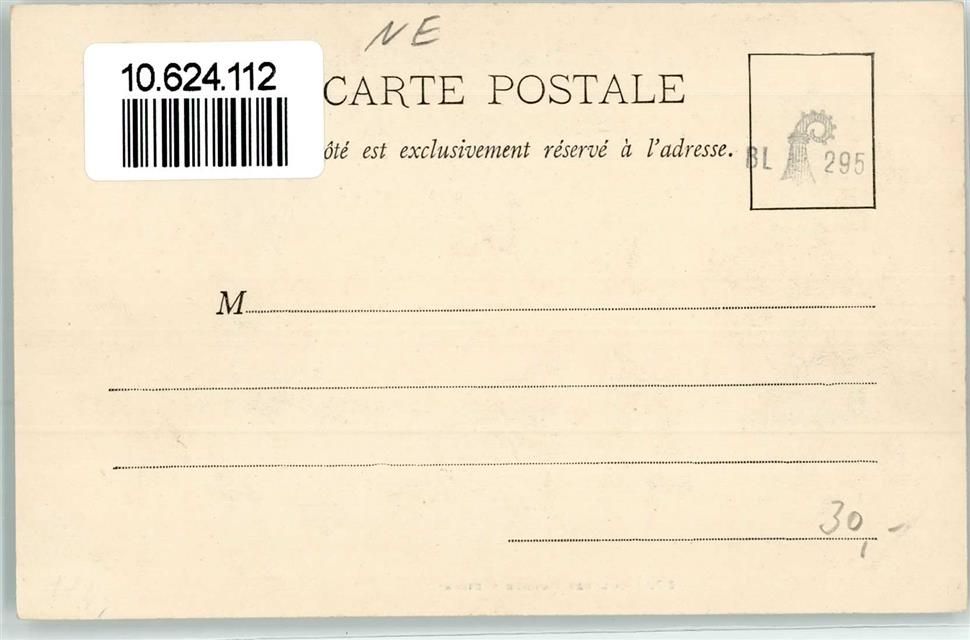 NE
10.624.112
CARTE POSTALE
ôté est exclusivement réservé à l'adresse.
BL 295
M
30,-